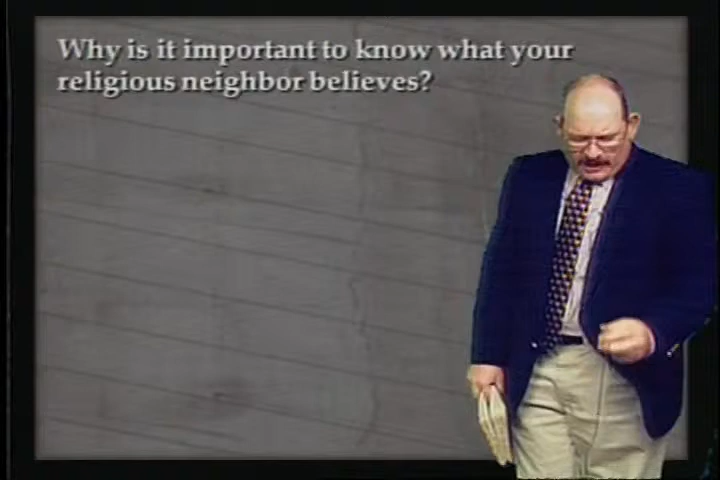 Why is it important to know what your
religious neighbor believes?